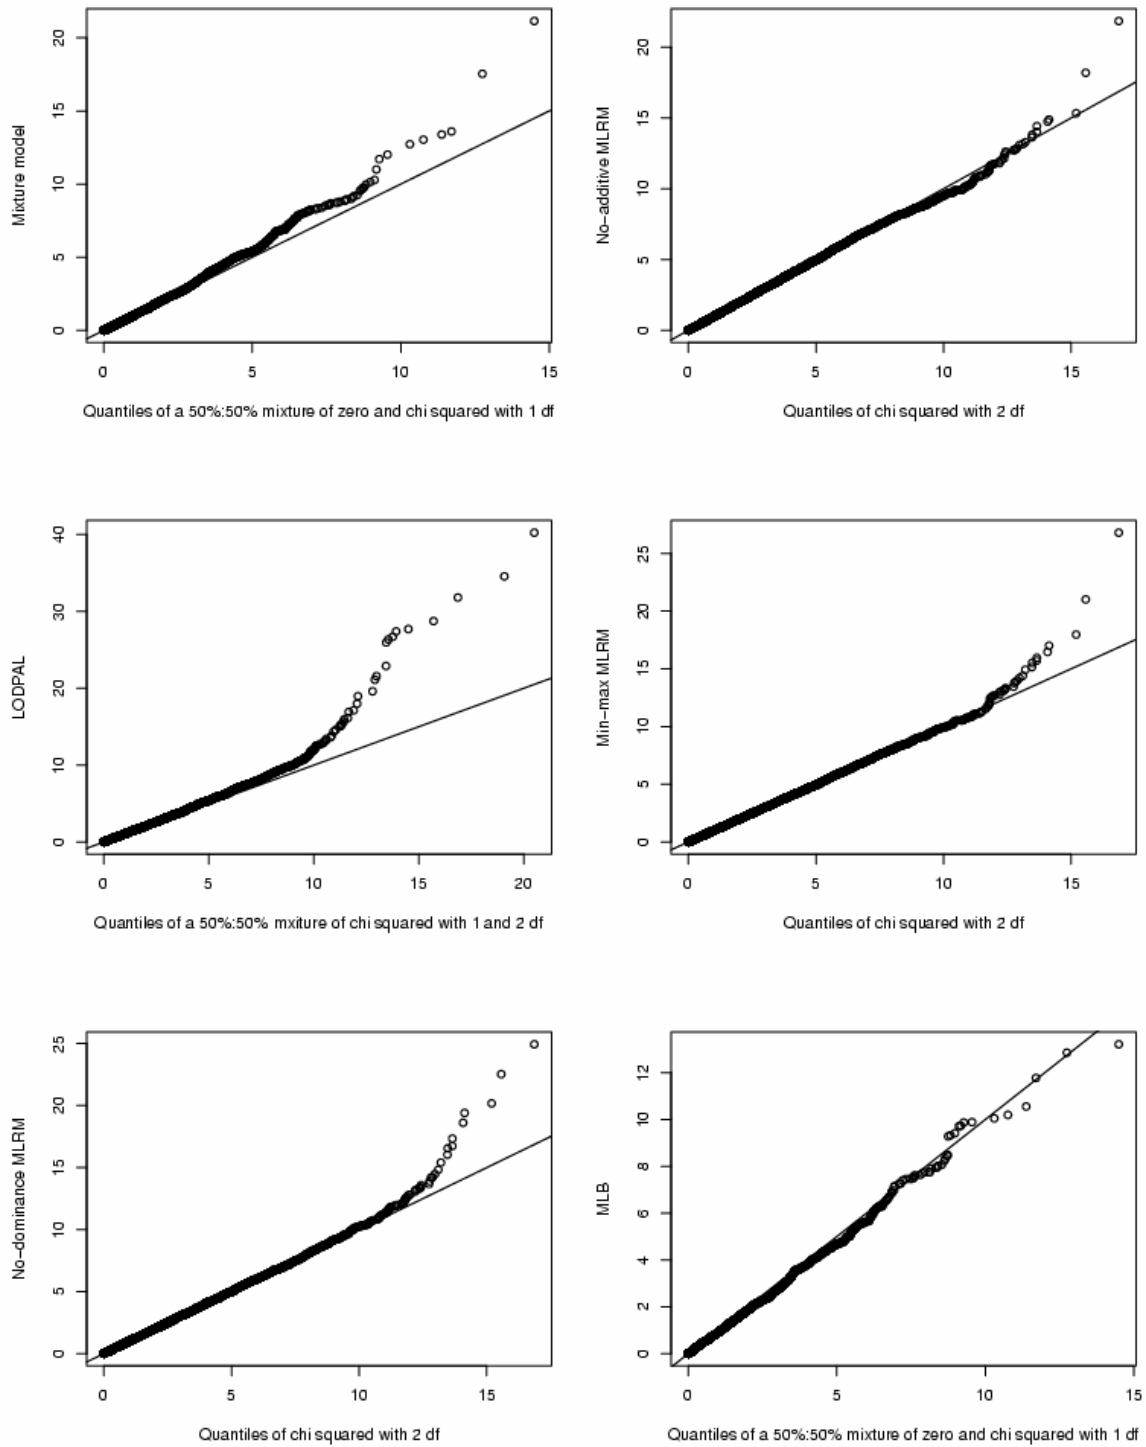 Mixture model
20
15
10
5
0
0 5 10 15
Quantiles of a 50%:50% mixture of zero and chi squared with 1 df
No-additive MLRM
20
15
10
5
0
0 5 10 15
Quantiles of chi squared with 2 df
LODPAL
40
30
20
10
0
0 5 10 15 20
Quantiles of a 50%:50% mxiture of chi squared with 1 and 2 df
Min-max MLRM
25
20
15
10
5
0
0 5 10 15
Quantiles of chi squared with 2 df
No-dominance MLRM
25
20
15
10
5
0
0 5 10 15
Quantiles of chi squared with 2 df
MLB
12
10
8
6
4
2
0
0 5 10 15
Quantiles of a 50%:50% mixture of zero and chi squared with 1 df